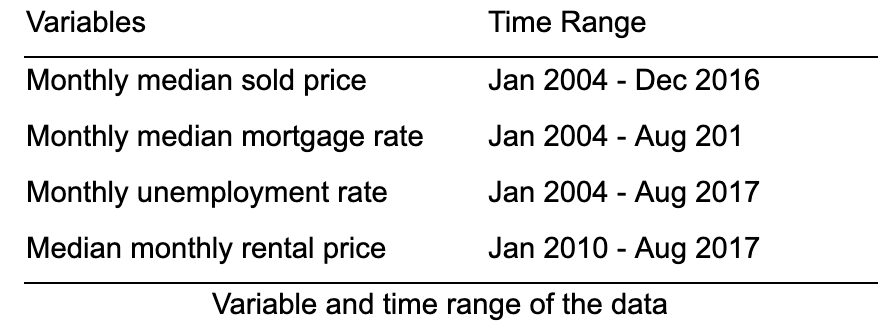 Variables Time Range
Monthly median sold price Jan 2004 - Dec 2016
Monthly median mortgage rate Jan 2004 - Aug 201
Monthly unemployment rate Jan 2004 - Aug 2017
Median monthly rental price Jan 2010 - Aug 2017
Variable and time range of the data